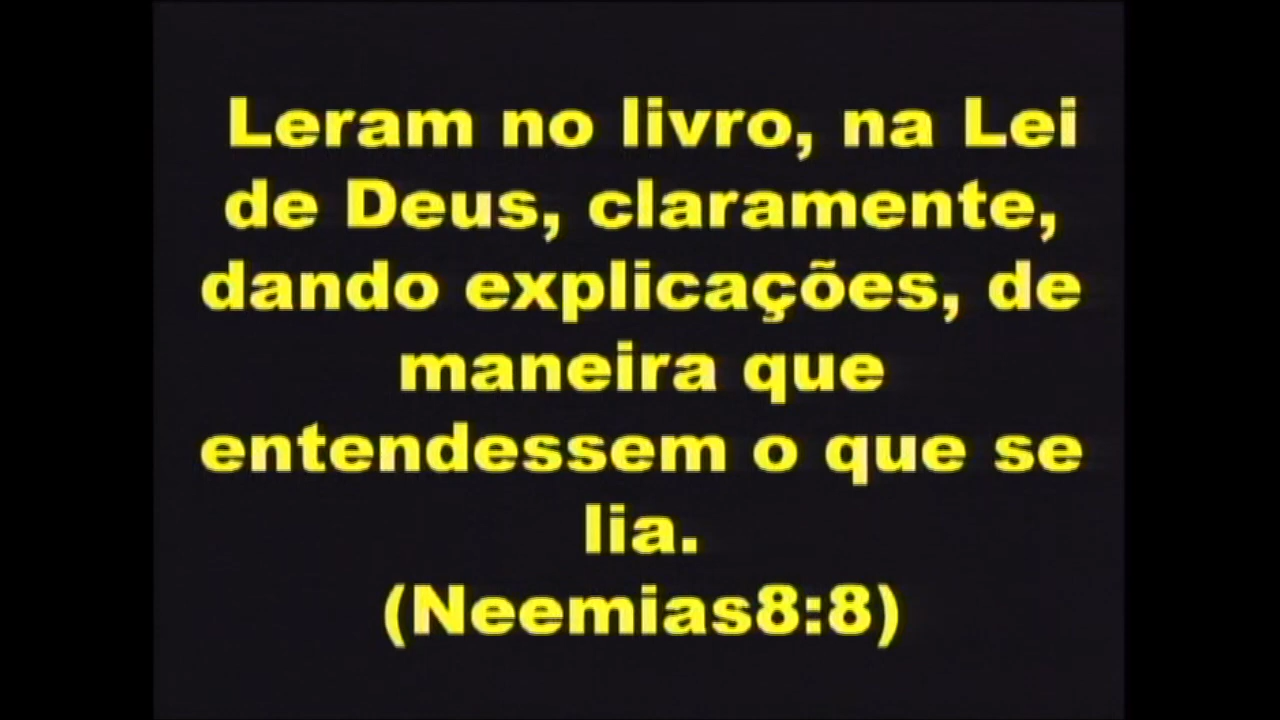 Leram no livro, na Lei
de Deus, claramente,
dando explicações, de
maneira que
entendessem o que se
lia.
(Neemias8:8)